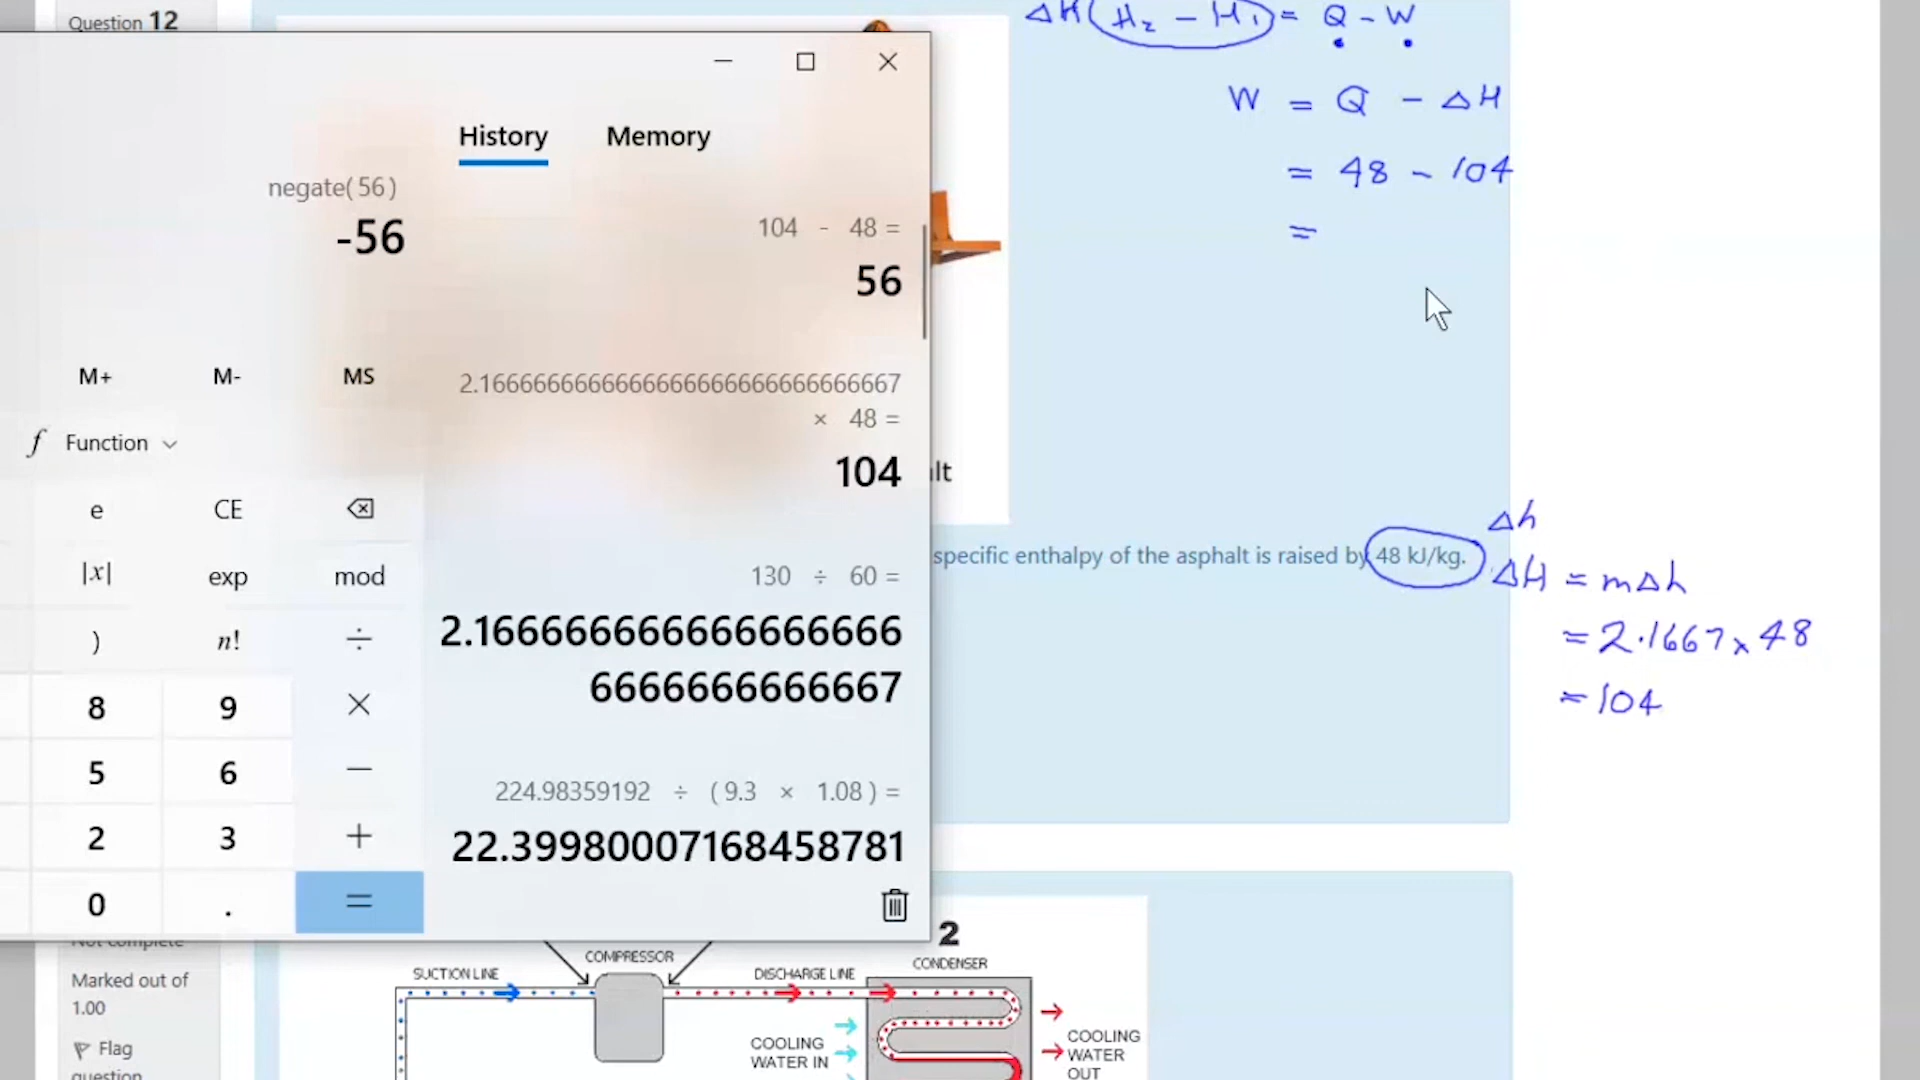 Question 12
ΔH(H₂ - H₁) = Q - W
W = Q - ΔH
= 48 - 104
=
History Memory
negate( 56 )
-56
104 - 48 =
56
2.1666666666666666666666666666667
× 48 =
104
130 ÷ 60 =
2.1666666666666666666
6666666666667
224.98359192 ÷ ( 9.3 × 1.08 ) =
22.39980007168458781
M+ M- MS
f Function
e CE
|x| exp mod
) n! ÷
8 9 ×
5 6 −
2 3 +
0 . =
lt
specific enthalpy of the asphalt is raised by 48 kJ/kg.
Δh
ΔH = mΔh
= 2.1667 x 48
= 104
Not complete
Marked out of
1.00
Flag
question
2
COMPRESSOR
SUCTION LINE
DISCHARGE LINE
CONDENSER
COOLING
WATER IN
COOLING
WATER
OUT